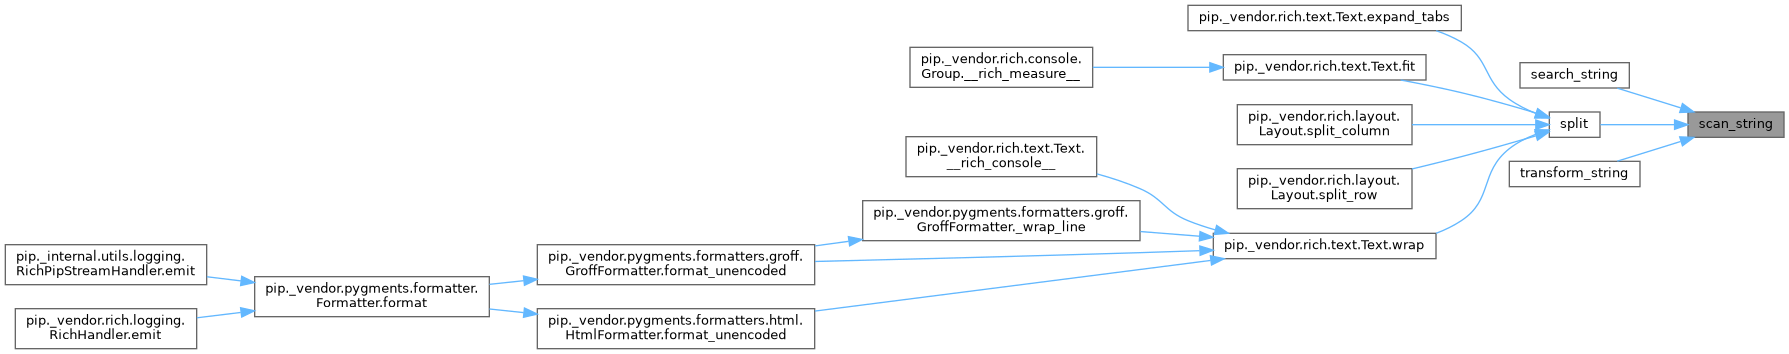 pip._vendor.rich.text.Text.expand_tabs
pip._vendor.rich.console.
Group.__rich_measure__
pip._vendor.rich.text.Text.fit
search_string
pip._vendor.rich.layout.
Layout.split_column
split
scan_string
pip._vendor.rich.text.Text.
__rich_console__
transform_string
pip._vendor.rich.layout.
Layout.split_row
pip._vendor.pygments.formatters.groff.
GroffFormatter._wrap_line
pip._vendor.rich.text.Text.wrap
pip._internal.utils.logging.
RichPipStreamHandler.emit
pip._vendor.pygments.formatters.groff.
GroffFormatter.format_unencoded
pip._vendor.pygments.formatter.
Formatter.format
pip._vendor.rich.logging.
RichHandler.emit
pip._vendor.pygments.formatters.html.
HtmlFormatter.format_unencoded